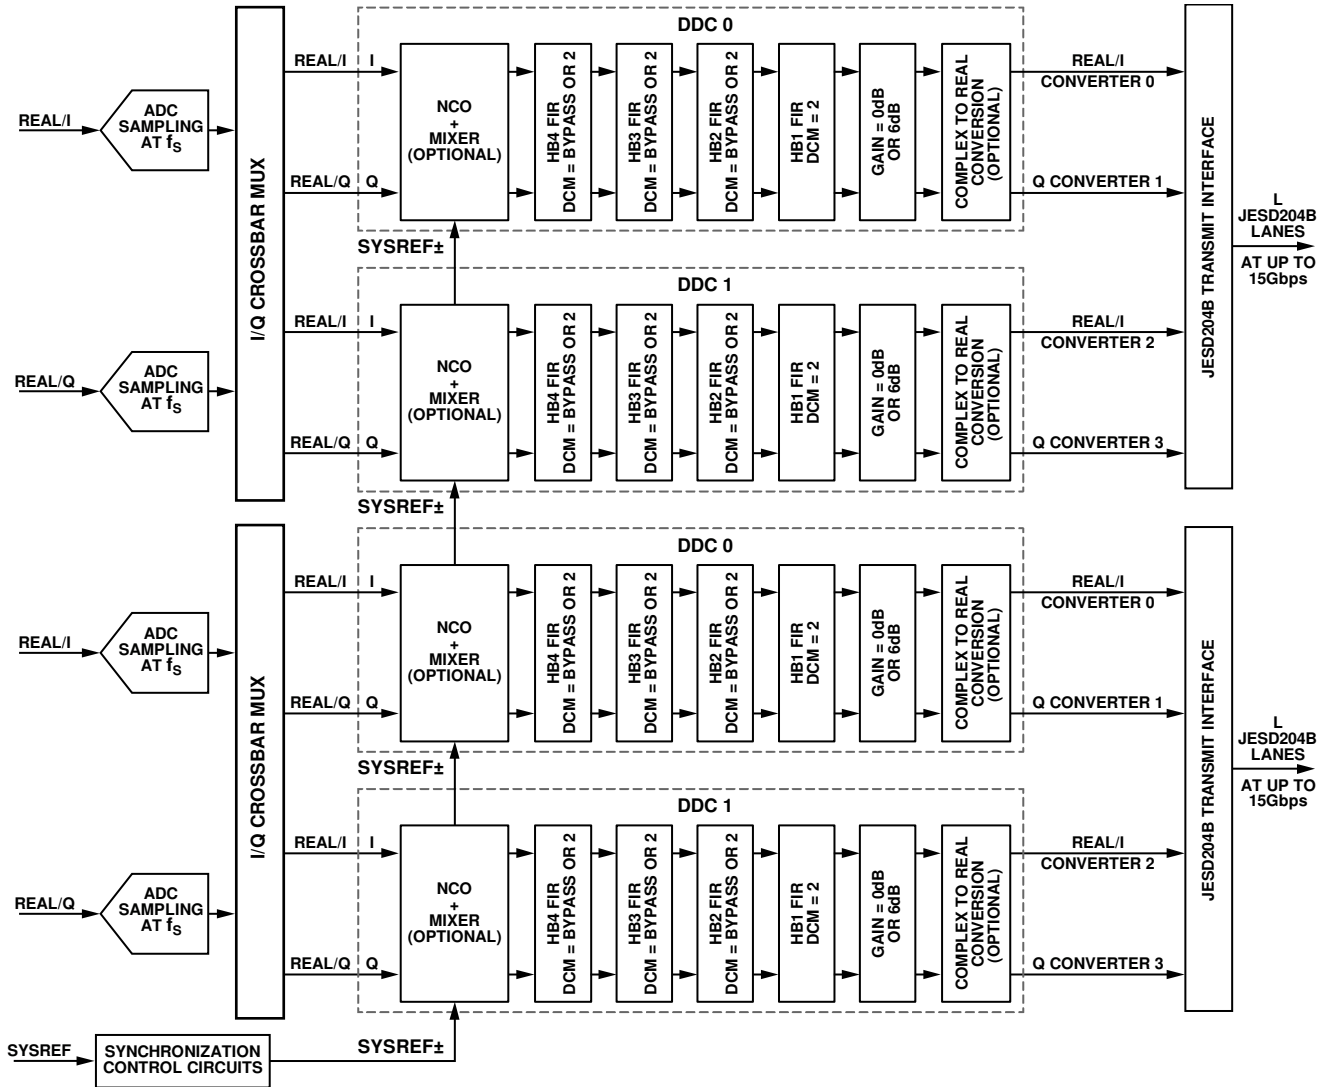 DDC 0
REAL/I
ADC
SAMPLING
AT fS
I/Q CROSSBAR MUX
REAL/I I
REAL/Q Q
NCO
+
MIXER
(OPTIONAL)
HB4 FIR
DCM = BYPASS OR 2
HB3 FIR
DCM = BYPASS OR 2
HB2 FIR
DCM = BYPASS OR 2
HB1 FIR
DCM = 2
GAIN = 0dB
OR 6dB
COMPLEX TO REAL
CONVERSION
(OPTIONAL)
REAL/I
CONVERTER 0
Q CONVERTER 1
JESD204B TRANSMIT INTERFACE
L
JESD204B
LANES
AT UP TO
15Gbps
SYSREF±
DDC 1
REAL/Q
ADC
SAMPLING
AT fS
REAL/I I
REAL/Q Q
NCO
+
MIXER
(OPTIONAL)
HB4 FIR
DCM = BYPASS OR 2
HB3 FIR
DCM = BYPASS OR 2
HB2 FIR
DCM = BYPASS OR 2
HB1 FIR
DCM = 2
GAIN = 0dB
OR 6dB
COMPLEX TO REAL
CONVERSION
(OPTIONAL)
REAL/I
CONVERTER 2
Q CONVERTER 3
SYSREF±
DDC 0
REAL/I
ADC
SAMPLING
AT fS
I/Q CROSSBAR MUX
REAL/I I
REAL/Q Q
NCO
+
MIXER
(OPTIONAL)
HB4 FIR
DCM = BYPASS OR 2
HB3 FIR
DCM = BYPASS OR 2
HB2 FIR
DCM = BYPASS OR 2
HB1 FIR
DCM = 2
GAIN = 0dB
OR 6dB
COMPLEX TO REAL
CONVERSION
(OPTIONAL)
REAL/I
CONVERTER 0
Q CONVERTER 1
JESD204B TRANSMIT INTERFACE
L
JESD204B
LANES
AT UP TO
15Gbps
SYSREF±
DDC 1
REAL/Q
ADC
SAMPLING
AT fS
REAL/I I
REAL/Q Q
NCO
+
MIXER
(OPTIONAL)
HB4 FIR
DCM = BYPASS OR 2
HB3 FIR
DCM = BYPASS OR 2
HB2 FIR
DCM = BYPASS OR 2
HB1 FIR
DCM = 2
GAIN = 0dB
OR 6dB
COMPLEX TO REAL
CONVERSION
(OPTIONAL)
REAL/I
CONVERTER 2
Q CONVERTER 3
SYSREF
SYNCHRONIZATION
CONTROL CIRCUITS
SYSREF±